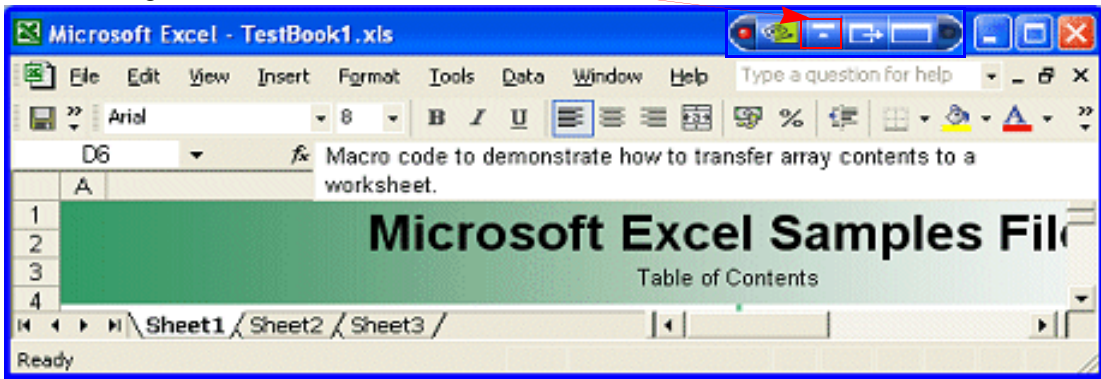 Microsoft Excel - TestBook1.xls
File Edit View Insert Format Tools Data Window Help Type a question for help
Arial 8 B I U %
D6 fx Macro code to demonstrate how to transfer array contents to a
worksheet.
A
1
2 Microsoft Excel Samples File
3 Table of Contents
4
Sheet1 Sheet2 Sheet3
Ready